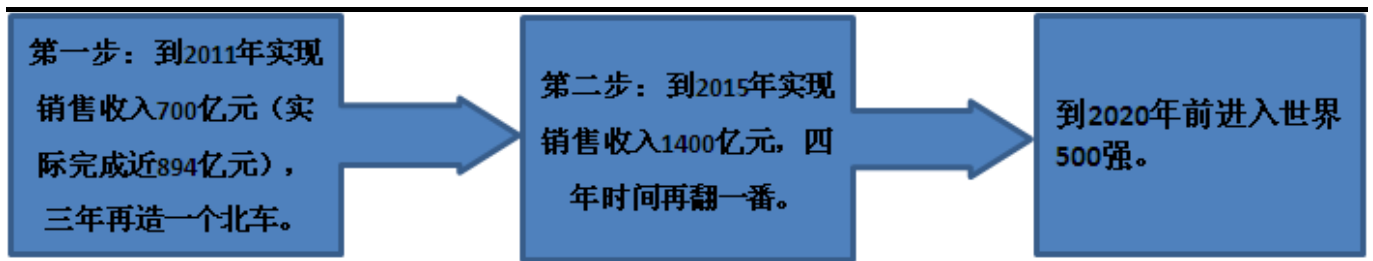 第一步：到2011年实现
销售收入700亿元（实
际完成近894亿元），
三年再造一个北车。
第二步：到2015年实现
销售收入1400亿元，四
年时间再翻一番。
到2020年前进入世界
500强。